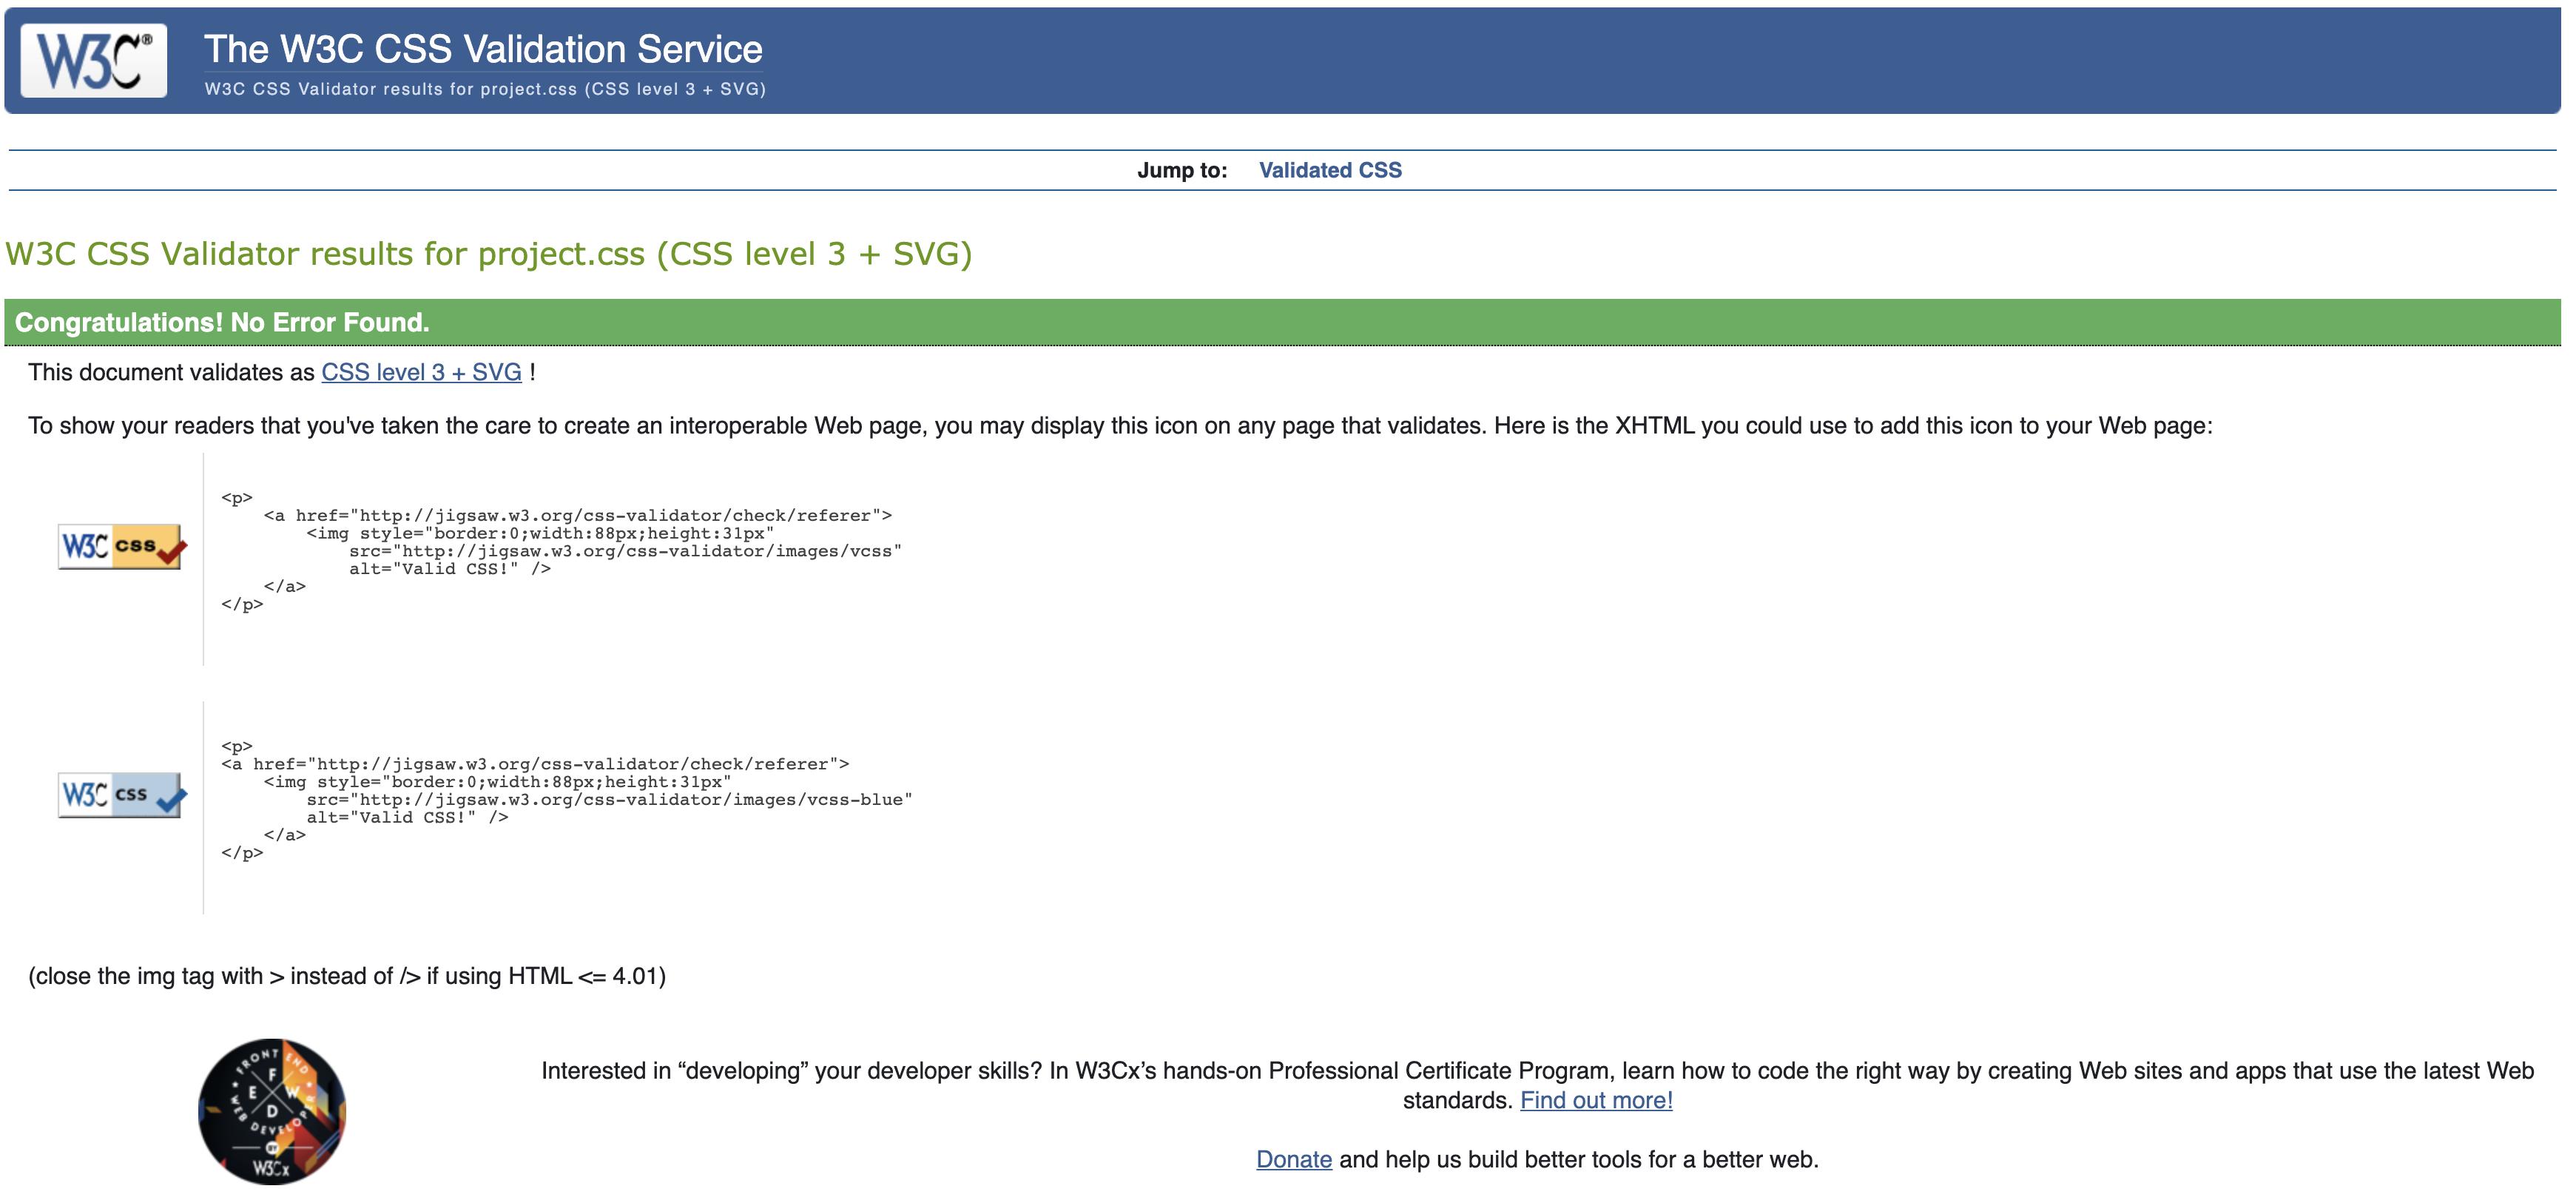 W3C®
The W3C CSS Validation Service
W3C CSS Validator results for project.css (CSS level 3 + SVG)
Jump to: Validated CSS
W3C CSS Validator results for project.css (CSS level 3 + SVG)
Congratulations! No Error Found.
This document validates as CSS level 3 + SVG !
To show your readers that you've taken the care to create an interoperable Web page, you may display this icon on any page that validates. Here is the XHTML you could use to add this icon to your Web page:
W3C css
<p>
    <a href="http://jigsaw.w3.org/css-validator/check/referer">
        <img style="border:0;width:88px;height:31px"
            src="http://jigsaw.w3.org/css-validator/images/vcss"
            alt="Valid CSS!" />
    </a>
</p>
W3C css
<p>
<a href="http://jigsaw.w3.org/css-validator/check/referer">
    <img style="border:0;width:88px;height:31px"
        src="http://jigsaw.w3.org/css-validator/images/vcss-blue"
        alt="Valid CSS!" />
    </a>
</p>
(close the img tag with > instead of /> if using HTML <= 4.01)
FRONT END
WEB DEVELOPER
F
E W
D
BY
W3Cx
Interested in “developing” your developer skills? In W3Cx’s hands-on Professional Certificate Program, learn how to code the right way by creating Web sites and apps that use the latest Web
standards. Find out more!
Donate and help us build better tools for a better web.